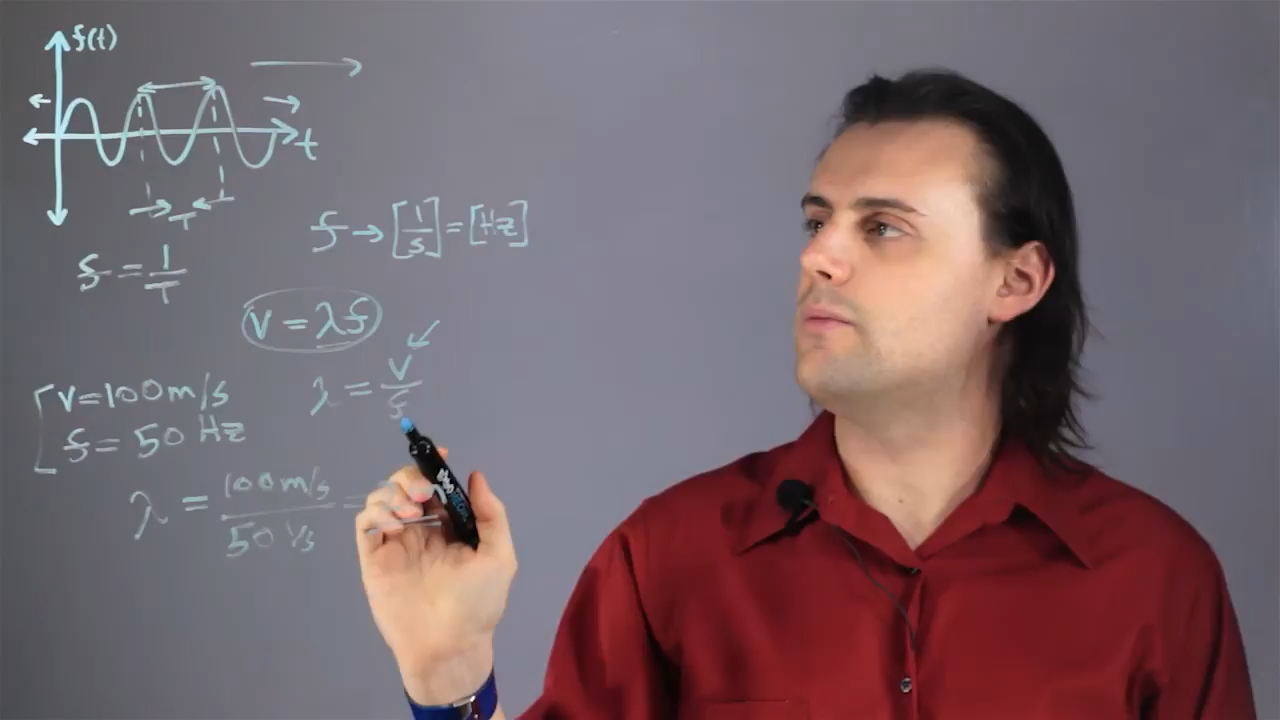 f(t)
t
T
f = 1/T
f → [1/s] = [Hz]
v = λf
λ = v/f
v = 100 m/s
f = 50 Hz
λ = 100 m/s / 50 1/s =